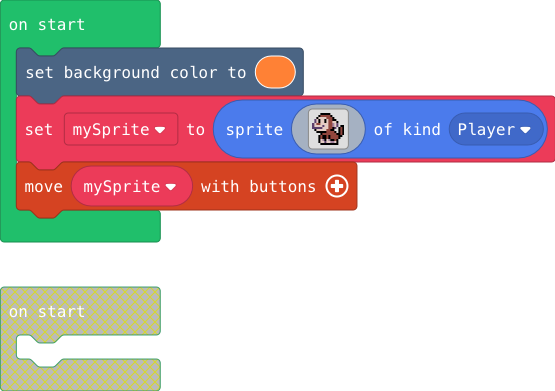 on start
set background color to
set mySprite to sprite of kind Player
move mySprite with buttons
on start